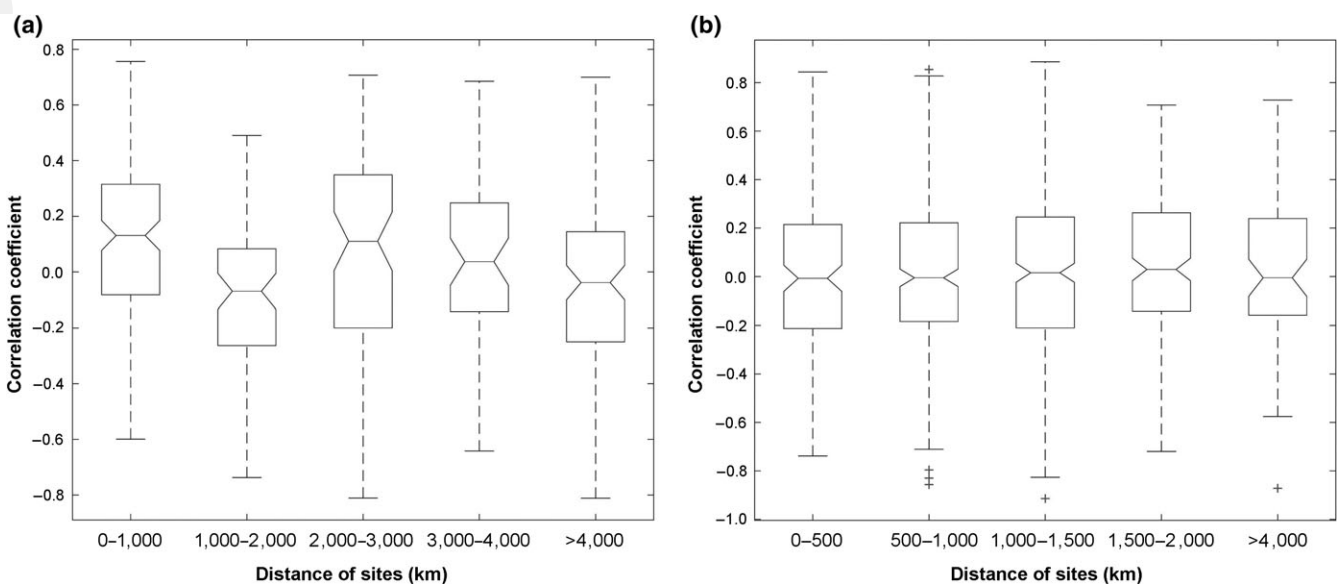 (a)
Correlation coefficient
0.8
0.6
0.4
0.2
0.0
−0.2
−0.4
−0.6
−0.8
0–1,000 1,000–2,000 2,000–3,000 3,000–4,000 >4,000
Distance of sites (km)
(b)
Correlation coefficient
0.8
0.6
0.4
0.2
0.0
−0.2
−0.4
−0.6
−0.8
−1.0
0–500 500–1,000 1,000–1,500 1,500–2,000 >4,000
Distance of sites (km)